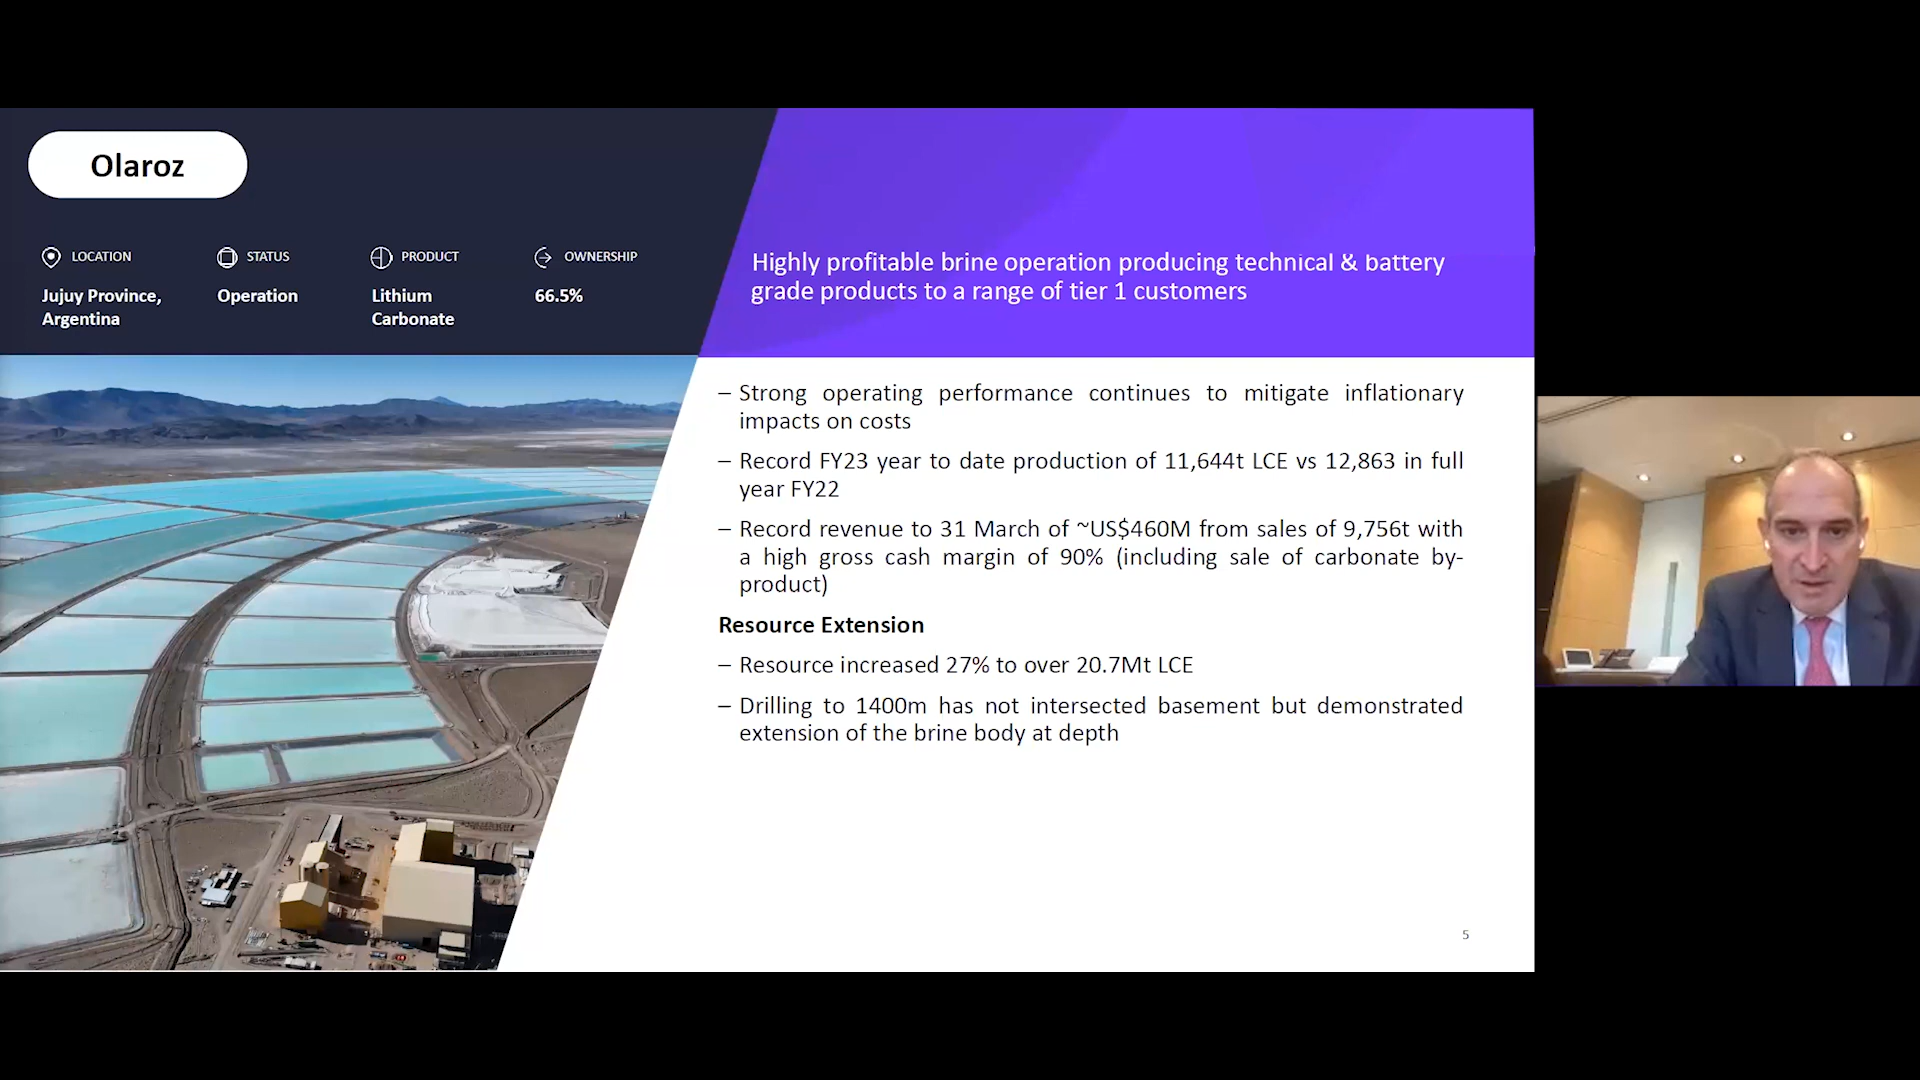 Olaroz
LOCATION
STATUS
PRODUCT
OWNERSHIP
Jujuy Province,
Argentina
Operation
Lithium
Carbonate
66.5%
Highly profitable brine operation producing technical & battery
grade products to a range of tier 1 customers
– Strong operating performance continues to mitigate inflationary
impacts on costs
– Record FY23 year to date production of 11,644t LCE vs 12,863 in full
year FY22
– Record revenue to 31 March of ~US$460M from sales of 9,756t with
a high gross cash margin of 90% (including sale of carbonate by-
product)
Resource Extension
– Resource increased 27% to over 20.7Mt LCE
– Drilling to 1400m has not intersected basement but demonstrated
extension of the brine body at depth
5